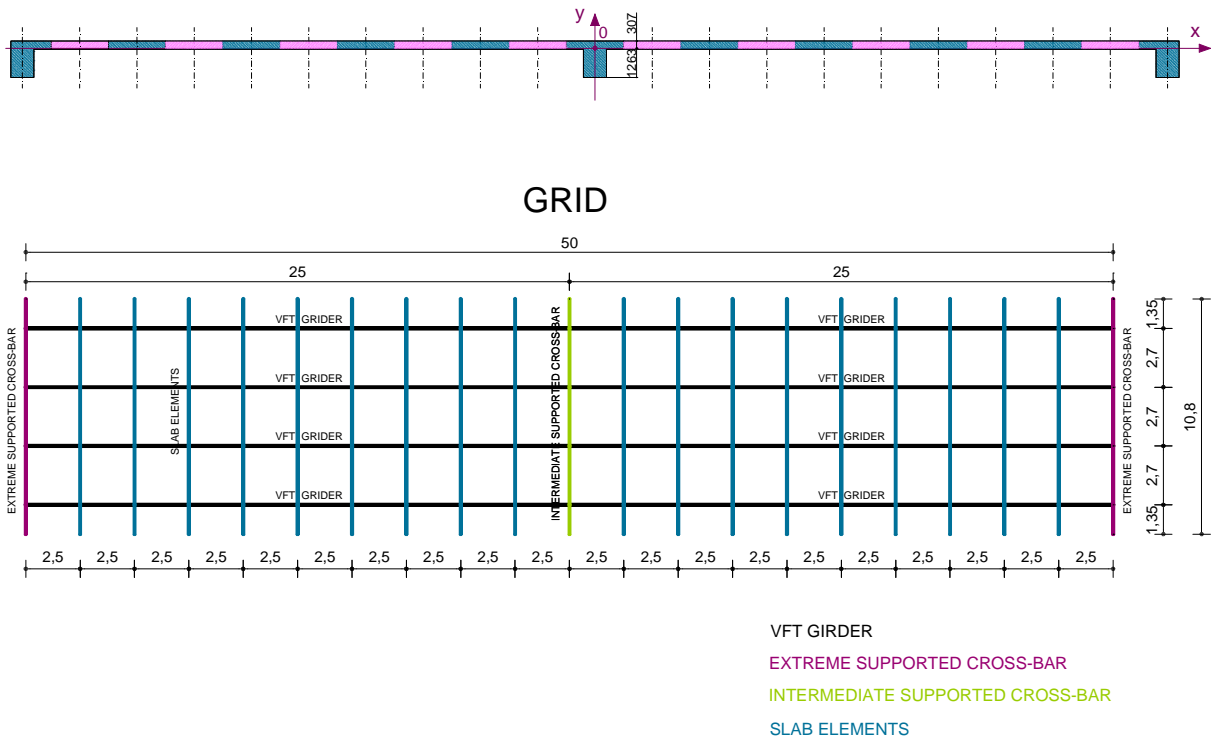 y
0
307
1263
x
GRID
50
25 25
EXTREME SUPPORTED CROSS-BAR
SLAB ELEMENTS
INTERMEDIATE SUPPORTED CROSS-BAR
EXTREME SUPPORTED CROSS-BAR
VFT GRIDER VFT GRIDER
VFT GRIDER VFT GRIDER
VFT GRIDER VFT GRIDER
VFT GRIDER VFT GRIDER
1,35
2,7
2,7
2,7
1,35
10,8
2,5 2,5 2,5 2,5 2,5 2,5 2,5 2,5 2,5 2,5 2,5 2,5 2,5 2,5 2,5 2,5 2,5 2,5 2,5 2,5
VFT GIRDER
EXTREME SUPPORTED CROSS-BAR
INTERMEDIATE SUPPORTED CROSS-BAR
SLAB ELEMENTS